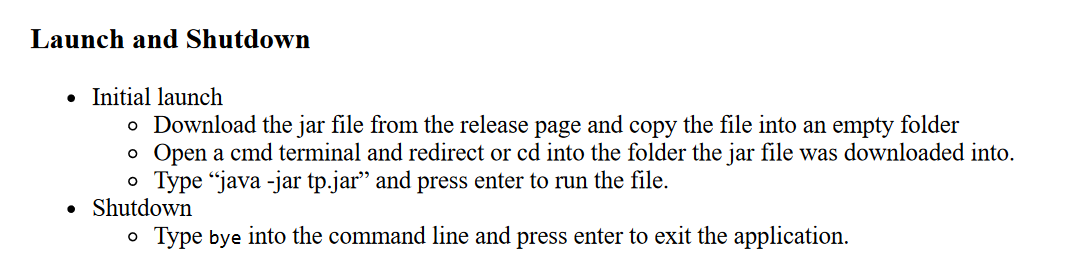 Launch and Shutdown
• Initial launch
◦ Download the jar file from the release page and copy the file into an empty folder
◦ Open a cmd terminal and redirect or cd into the folder the jar file was downloaded into.
◦ Type “java -jar tp.jar” and press enter to run the file.
• Shutdown
◦ Type bye into the command line and press enter to exit the application.